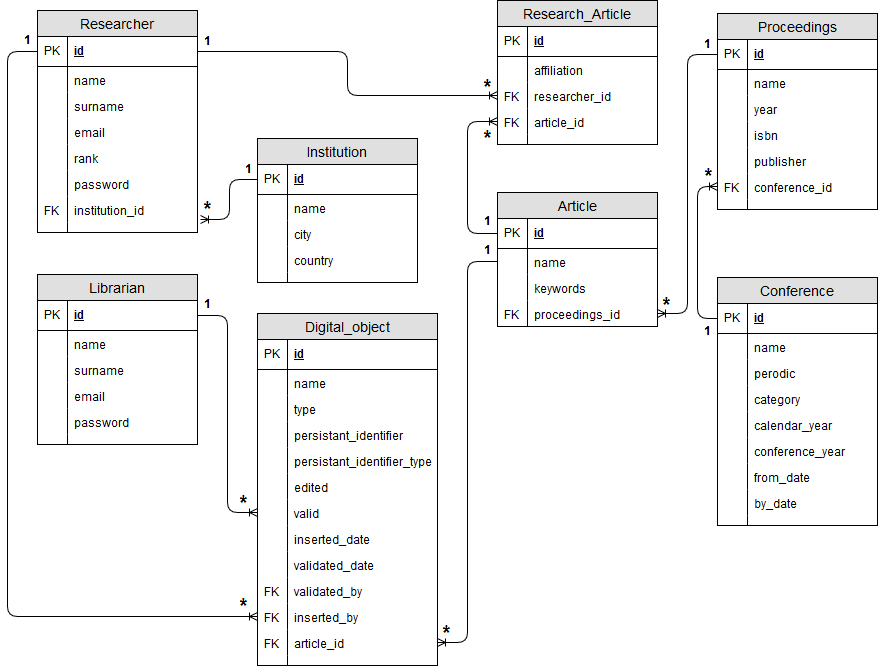 Researcher
1
PK id
1
name
surname
email
rank
password
FK institution_id
*
Institution
1
PK id
name
city
country
Librarian
PK id
1
name
surname
email
password
Digital_object
PK id
name
type
persistant_identifier
persistant_identifier_type
edited
*
valid
inserted_date
validated_date
FK validated_by
*
FK inserted_by
FK article_id
*
Research_Article
PK id
affiliation
*
FK researcher_id
FK article_id
*
Article
1
PK id
1
name
keywords
FK proceedings_id
*
Proceedings
1
PK id
name
year
isbn
publisher
*
FK conference_id
Conference
PK id
1
name
perodic
category
calendar_year
conference_year
from_date
by_date